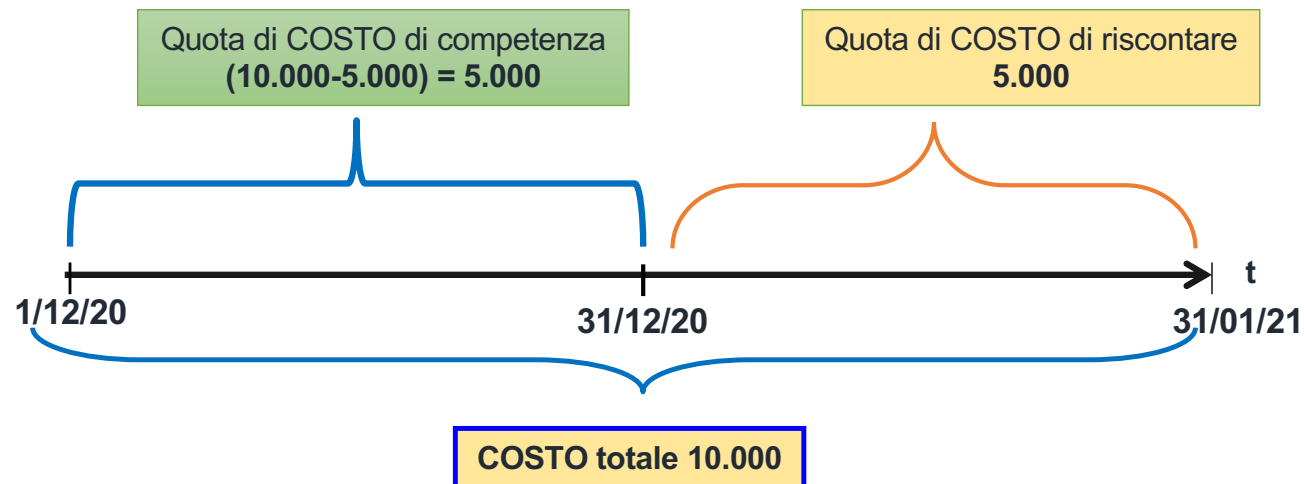 Quota di COSTO di competenza
(10.000-5.000) = 5.000
Quota di COSTO di riscontare
5.000
t
1/12/20
31/12/20
31/01/21
COSTO totale 10.000